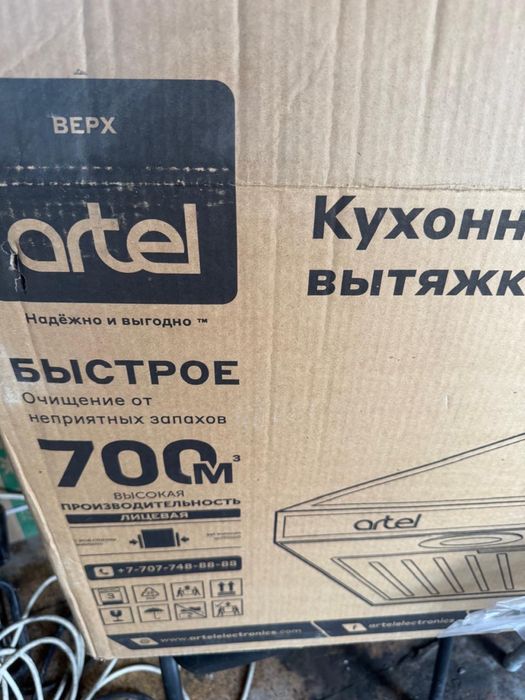 ВЕРХ
artel
Надёжно и выгодно ™
Кухонн
вытяжк
БЫСТРОЕ
Очищение от
неприятных запахов
700м³
ВЫСОКАЯ
ПРОИЗВОДИТЕЛЬНОСТЬ
ЛИЦЕВАЯ
+7-707-748-88-88
3
artel
www.artelelectronics.com
artelelectronics